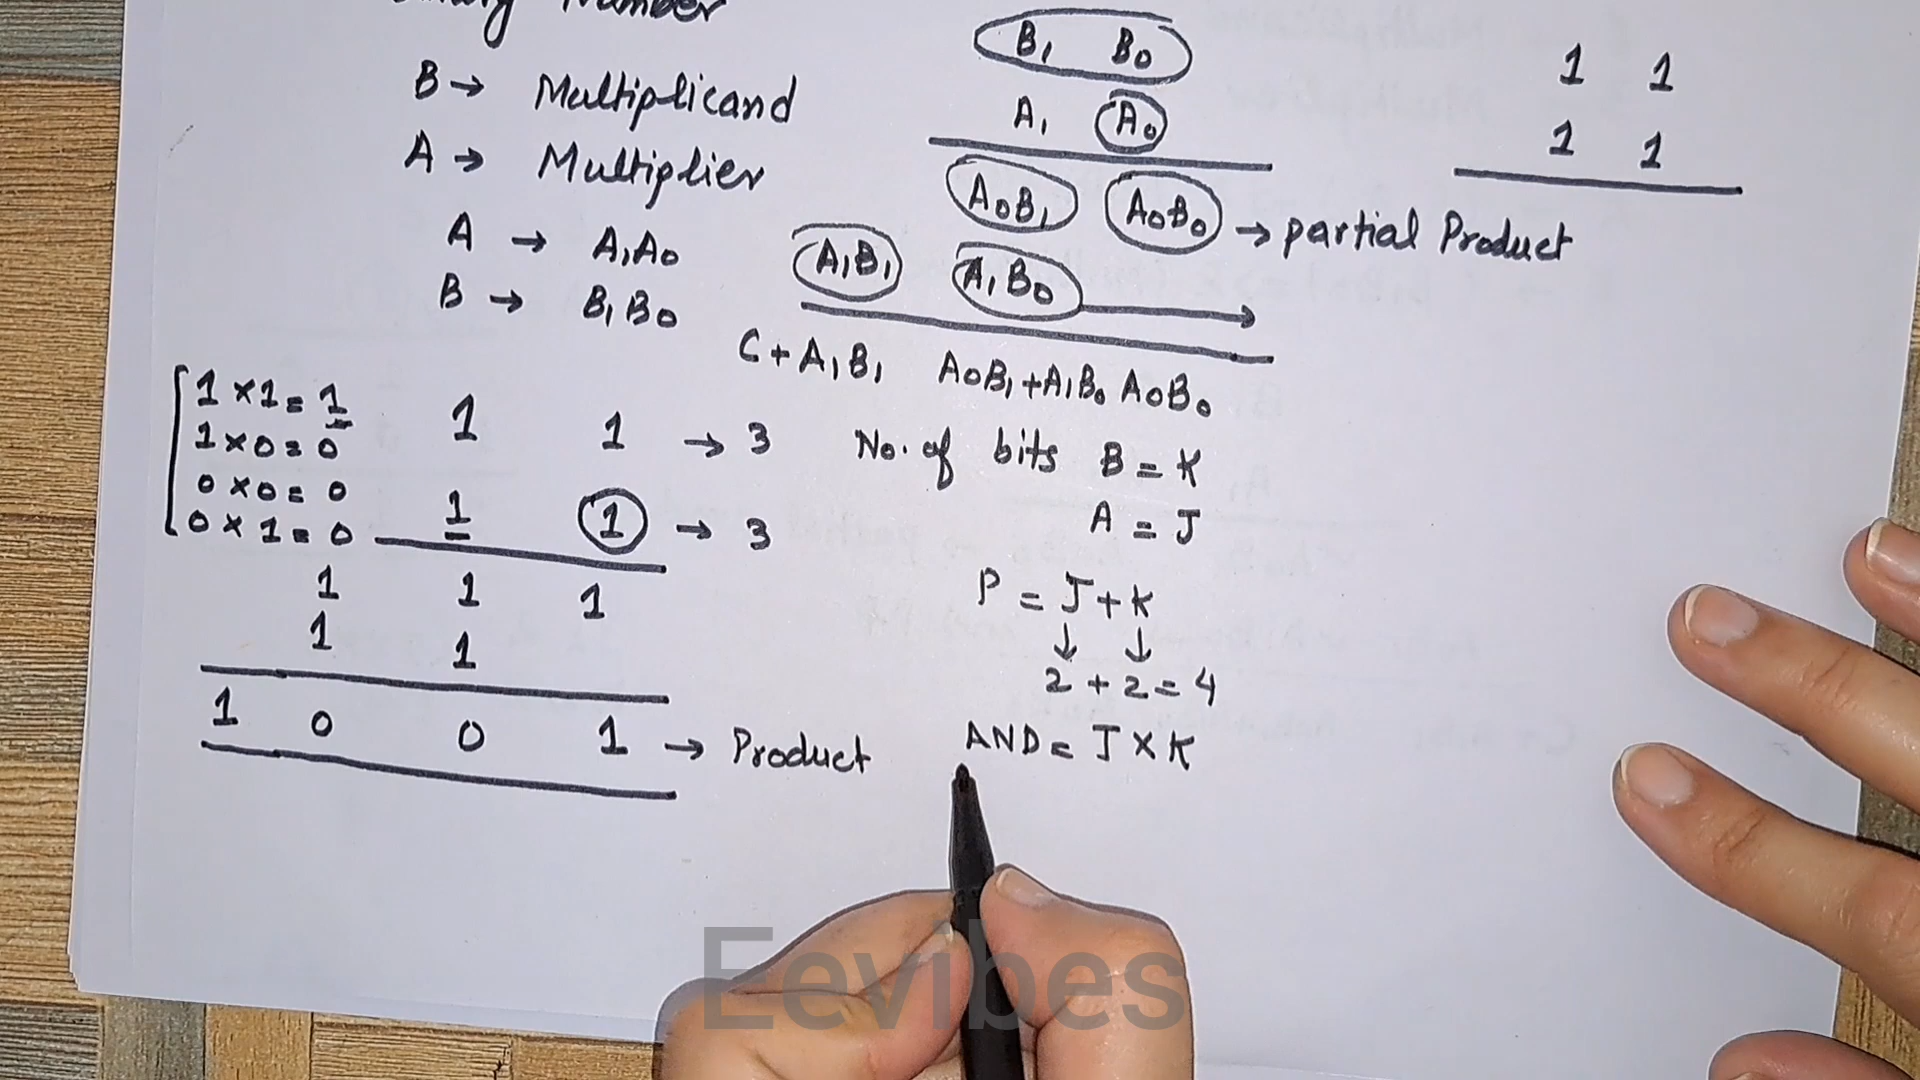 Number
B → Multiplicand
A → Multiplier
A → A₁A₀
B → B₁B₀
B₁ B₀
A₁ A₀
A₀B₁ A₀B₀ → partial Product
A₁B₁ A₁B₀ →
C + A₁B₁ A₀B₁+A₁B₀ A₀B₀
1 1
1 1
1 × 1 = 1
1 × 0 = 0
0 × 0 = 0
0 × 1 = 0
1 1 → 3
1 1 → 3
1 1 1
1 1
1 0 0 1 → Product
No. of bits B = K
A = J
P = J + K
↓ ↓
2 + 2 = 4
AND = J × K
Eevibes